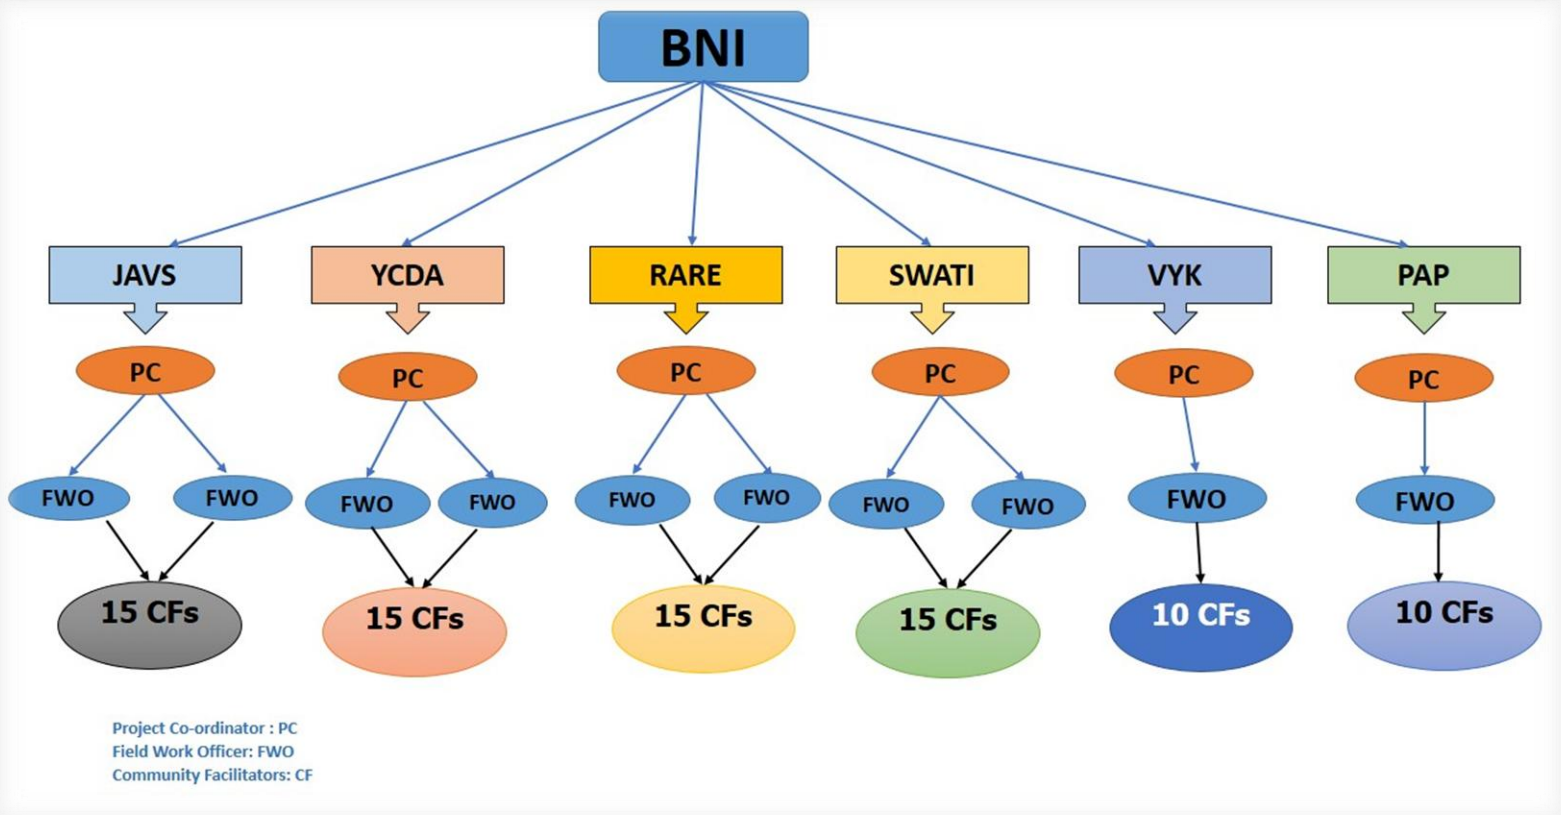 BNI
JAVS
YCDA
RARE
SWATI
VYK
PAP
PC
PC
PC
PC
PC
PC
FWO
FWO
FWO
FWO
FWO
FWO
FWO
FWO
FWO
FWO
15 CFs
15 CFs
15 CFs
15 CFs
10 CFs
10 CFs
Project Co-ordinator : PC
Field Work Officer: FWO
Community Facilitators: CF